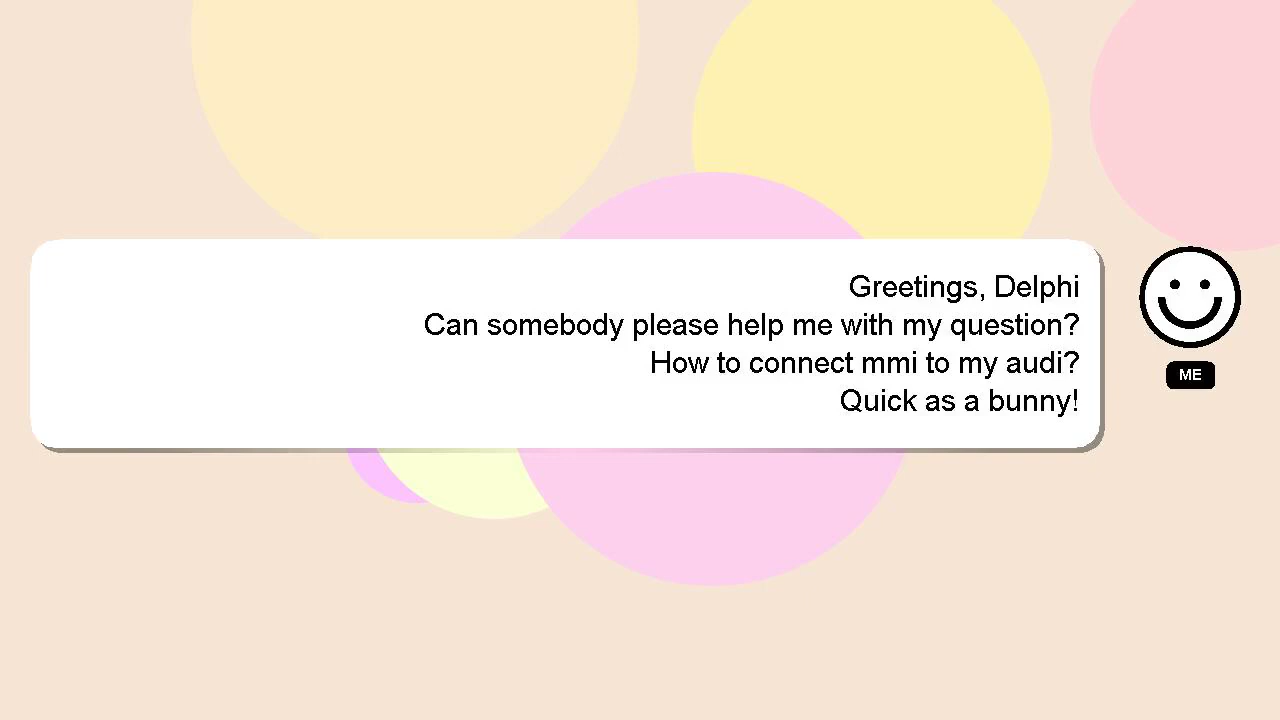 Greetings, Delphi
Can somebody please help me with my question?
How to connect mmi to my audi?
Quick as a bunny!
ME